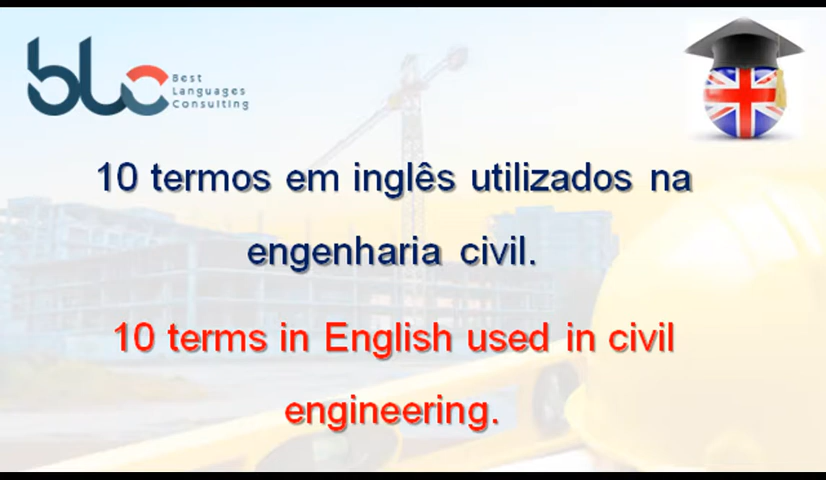 blc
Best
Languages
Consulting
10 termos em inglês utilizados na
engenharia civil.
10 terms in English used in civil
engineering.